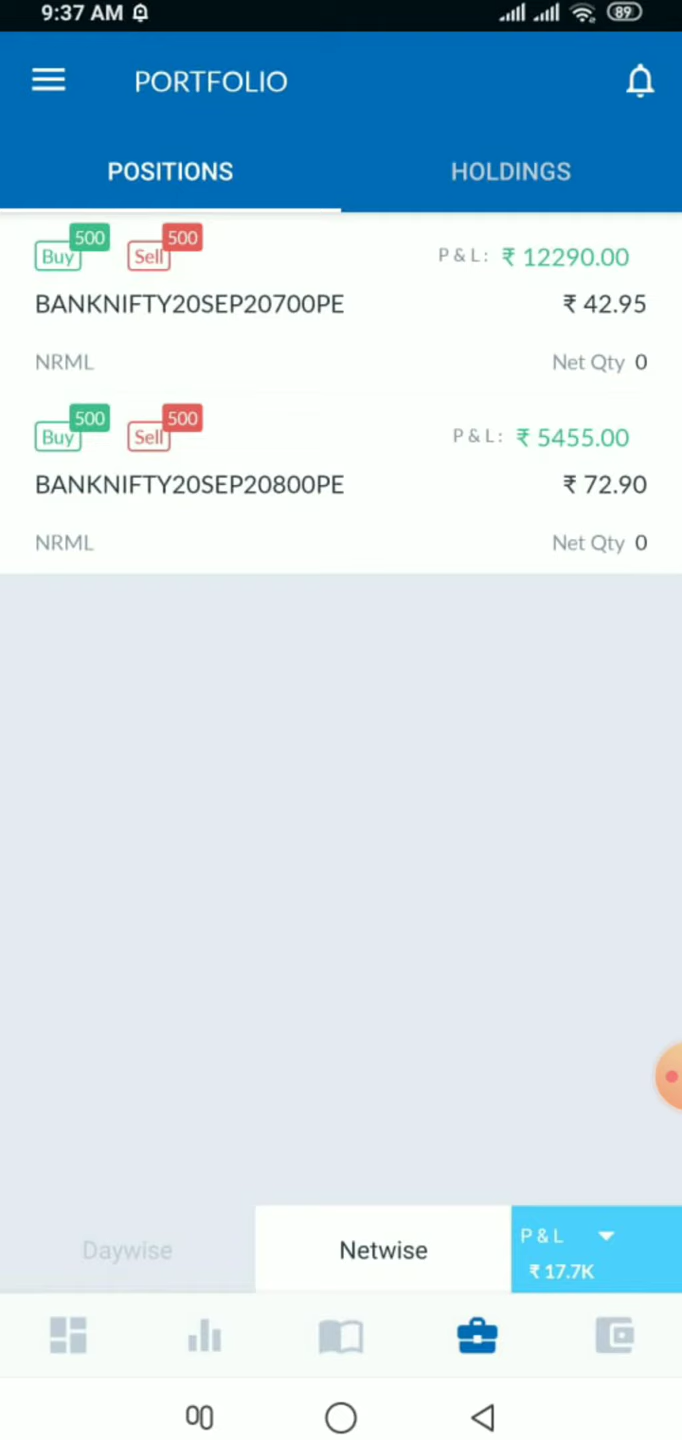 9:37 AM 89
PORTFOLIO
POSITIONS HOLDINGS
Buy 500 Sell 500 P & L: ₹ 12290.00
BANKNIFTY20SEP20700PE ₹ 42.95
NRML Net Qty 0
Buy 500 Sell 500 P & L: ₹ 5455.00
BANKNIFTY20SEP20800PE ₹ 72.90
NRML Net Qty 0
Daywise Netwise P & L
₹ 17.7K